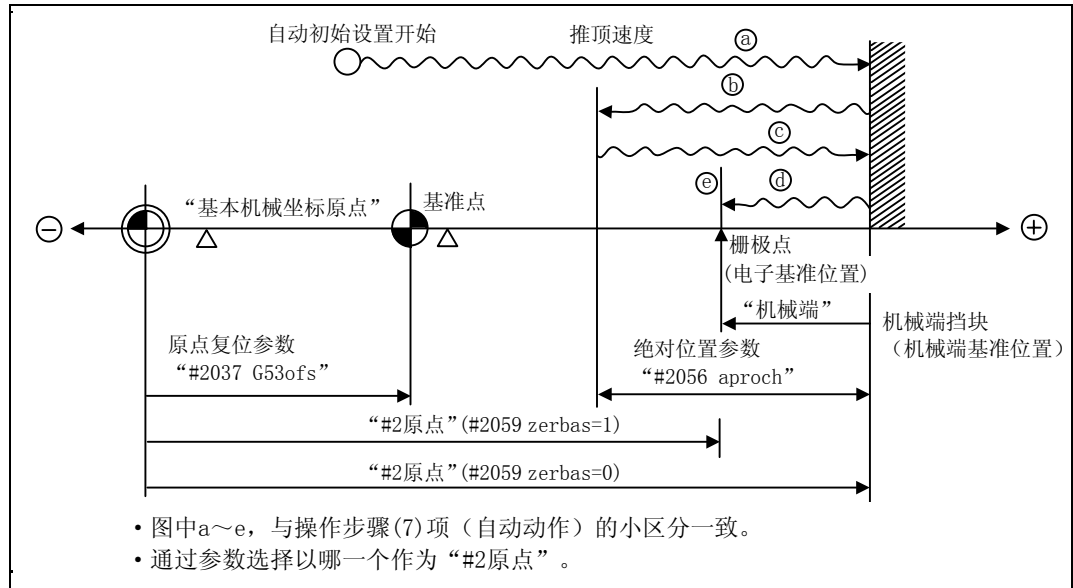 自动初始设置开始 推顶速度 ⓐ
ⓑ
ⓒ
ⓔ ⓓ
“基本机械坐标原点” 基准点
⊖ ⊕
栅极点
(电子基准位置)
“机械端”
机械端挡块
（机械端基准位置）
原点复位参数
“#2037 G53ofs”
绝对位置参数
“#2056 aproch”
“#2原点”(#2059 zerbas=1)
“#2原点”(#2059 zerbas=0)
・图中a～e，与操作步骤(7)项（自动动作）的小区分一致。
・通过参数选择以哪一个作为“#2原点”。